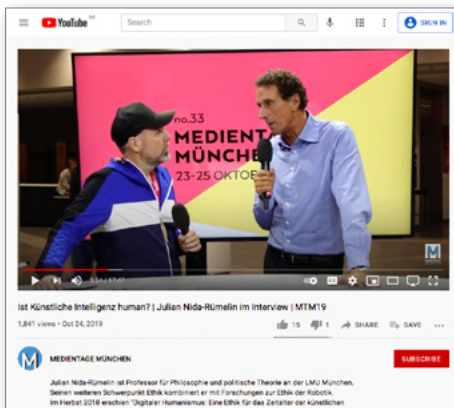 YouTube
Search
SIGN IN
no.33
MEDIENTA
MÜNCHE
23-25 OKTOE
M
Ist Künstliche Intelligenz human? | Julian Nida-Rümelin im Interview | MTM19
1,841 views • Oct 24, 2019
15
1
SHARE
SAVE
M
MEDIENTAGE MÜNCHEN
SUBSCRIBE
Julian Nida-Rümelin ist Professor für Philosophie und politische Theorie an der LMU München.
Seinen weiteren Schwerpunkt Ethik kombiniert er mit Forschungen zur Ethik der Robotik.
Im Herbst 2018 erschien "Digitaler Humanismus: Eine Ethik für das Zeitalter der künstlichen